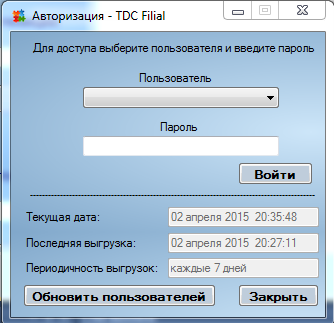 Авторизация - TDC Filial
Для доступа выберите пользователя и введите пароль
Пользователь
Пароль
Войти
Текущая дата: 02 апреля 2015 20:35:48
Последняя выгрузка: 02 апреля 2015 20:27:11
Периодичность выгрузок: каждые 7 дней
Обновить пользователей Закрыть